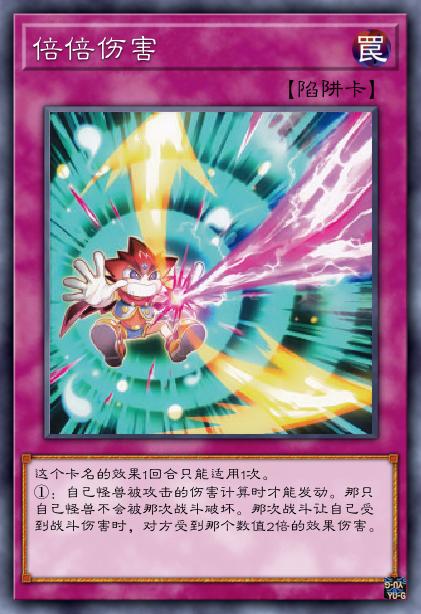 倍倍伤害
罠
【陷阱卡】
这个卡名的效果1回合只能适用1次。
①：自己怪兽被攻击的伤害计算时才能发动。那只
自己怪兽不会被那次战斗破坏。那次战斗让自己受
到战斗伤害时，对方受到那个数值2倍的效果伤害。